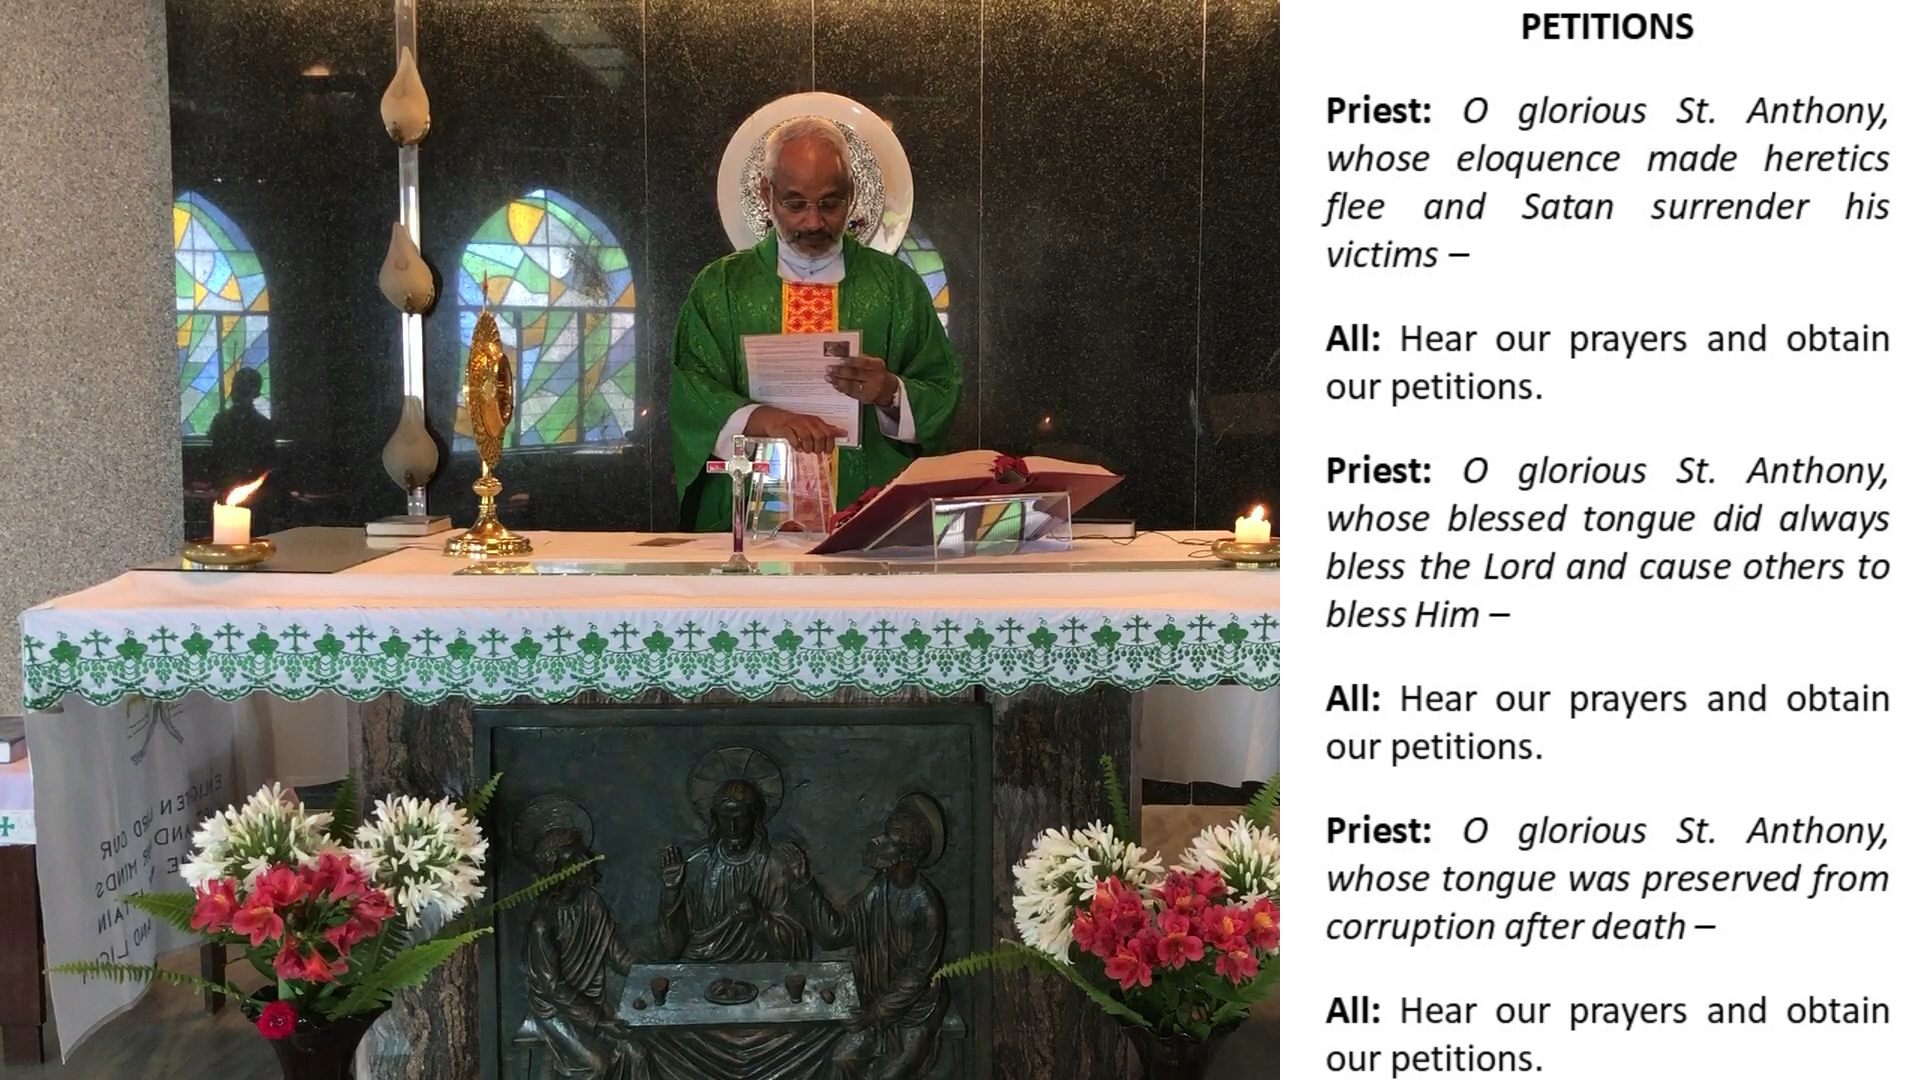 PETITIONS
Priest: O glorious St. Anthony,
whose eloquence made heretics
flee and Satan surrender his
victims –
All: Hear our prayers and obtain
our petitions.
Priest: O glorious St. Anthony,
whose blessed tongue did always
bless the Lord and cause others to
bless Him –
All: Hear our prayers and obtain
our petitions.
Priest: O glorious St. Anthony,
whose tongue was preserved from
corruption after death –
All: Hear our prayers and obtain
our petitions.
ENLIGHTEN
OUR
MINDS